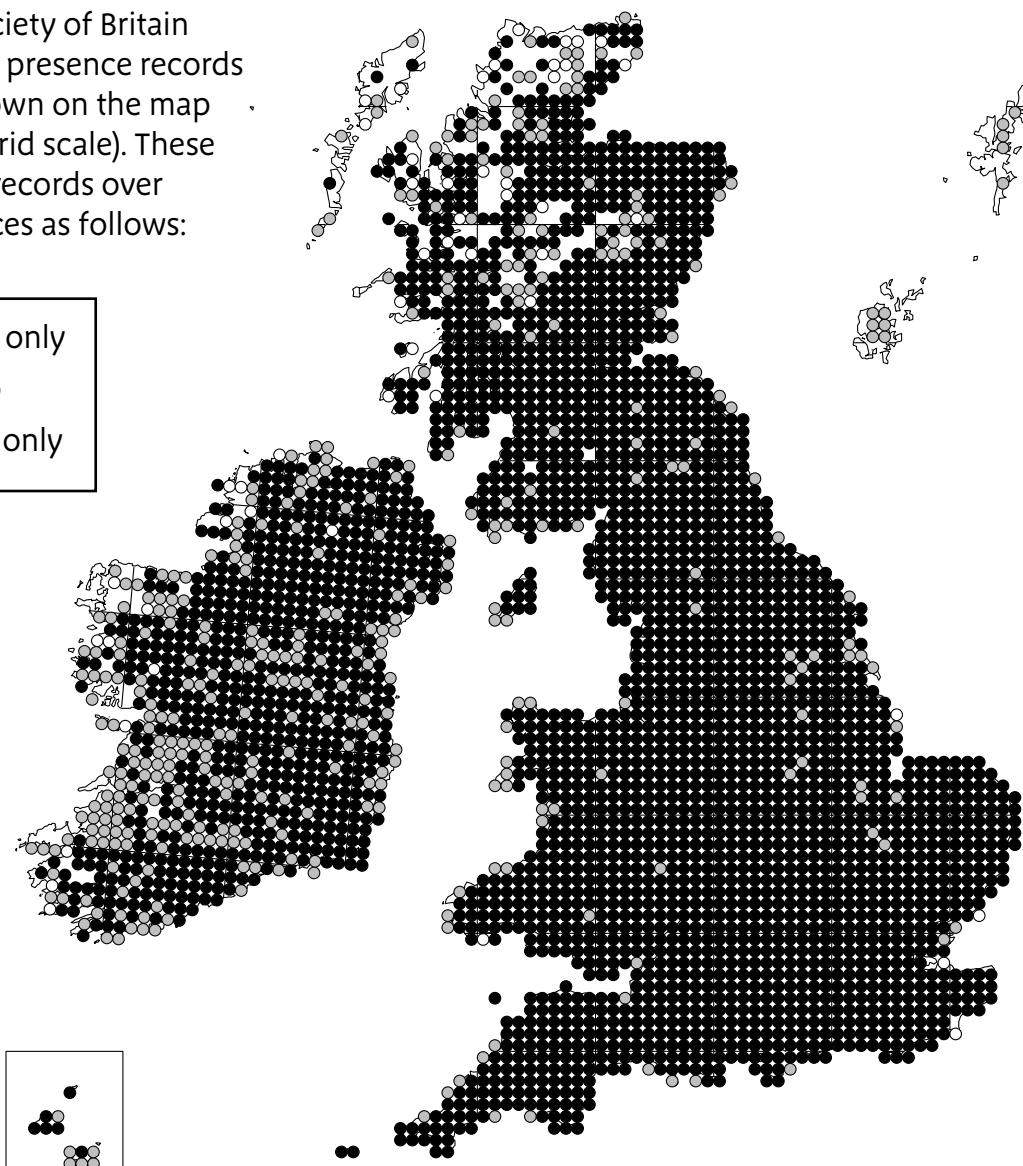 ciety of Britain
presence records
own on the map
rid scale). These
records over
ces as follows:
only
only